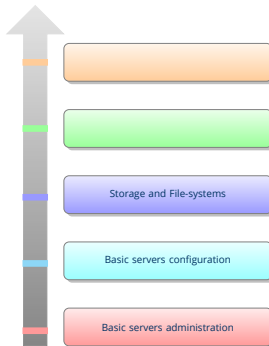 Storage and File-systems
Basic servers configuration
Basic servers administration